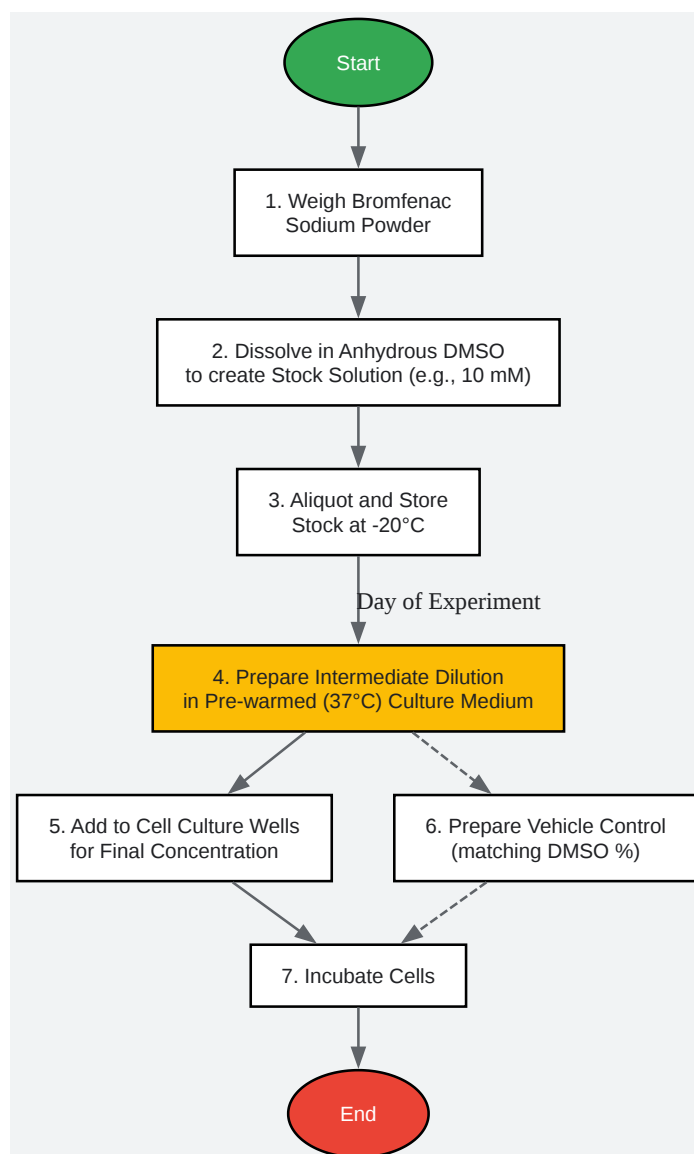 Start
1. Weigh Bromfenac
Sodium Powder
2. Dissolve in Anhydrous DMSO
to create Stock Solution (e.g., 10 mM)
3. Aliquot and Store
Stock at -20°C
Day of Experiment
4. Prepare Intermediate Dilution
in Pre-warmed (37°C) Culture Medium
5. Add to Cell Culture Wells
for Final Concentration
6. Prepare Vehicle Control
(matching DMSO %)
7. Incubate Cells
End